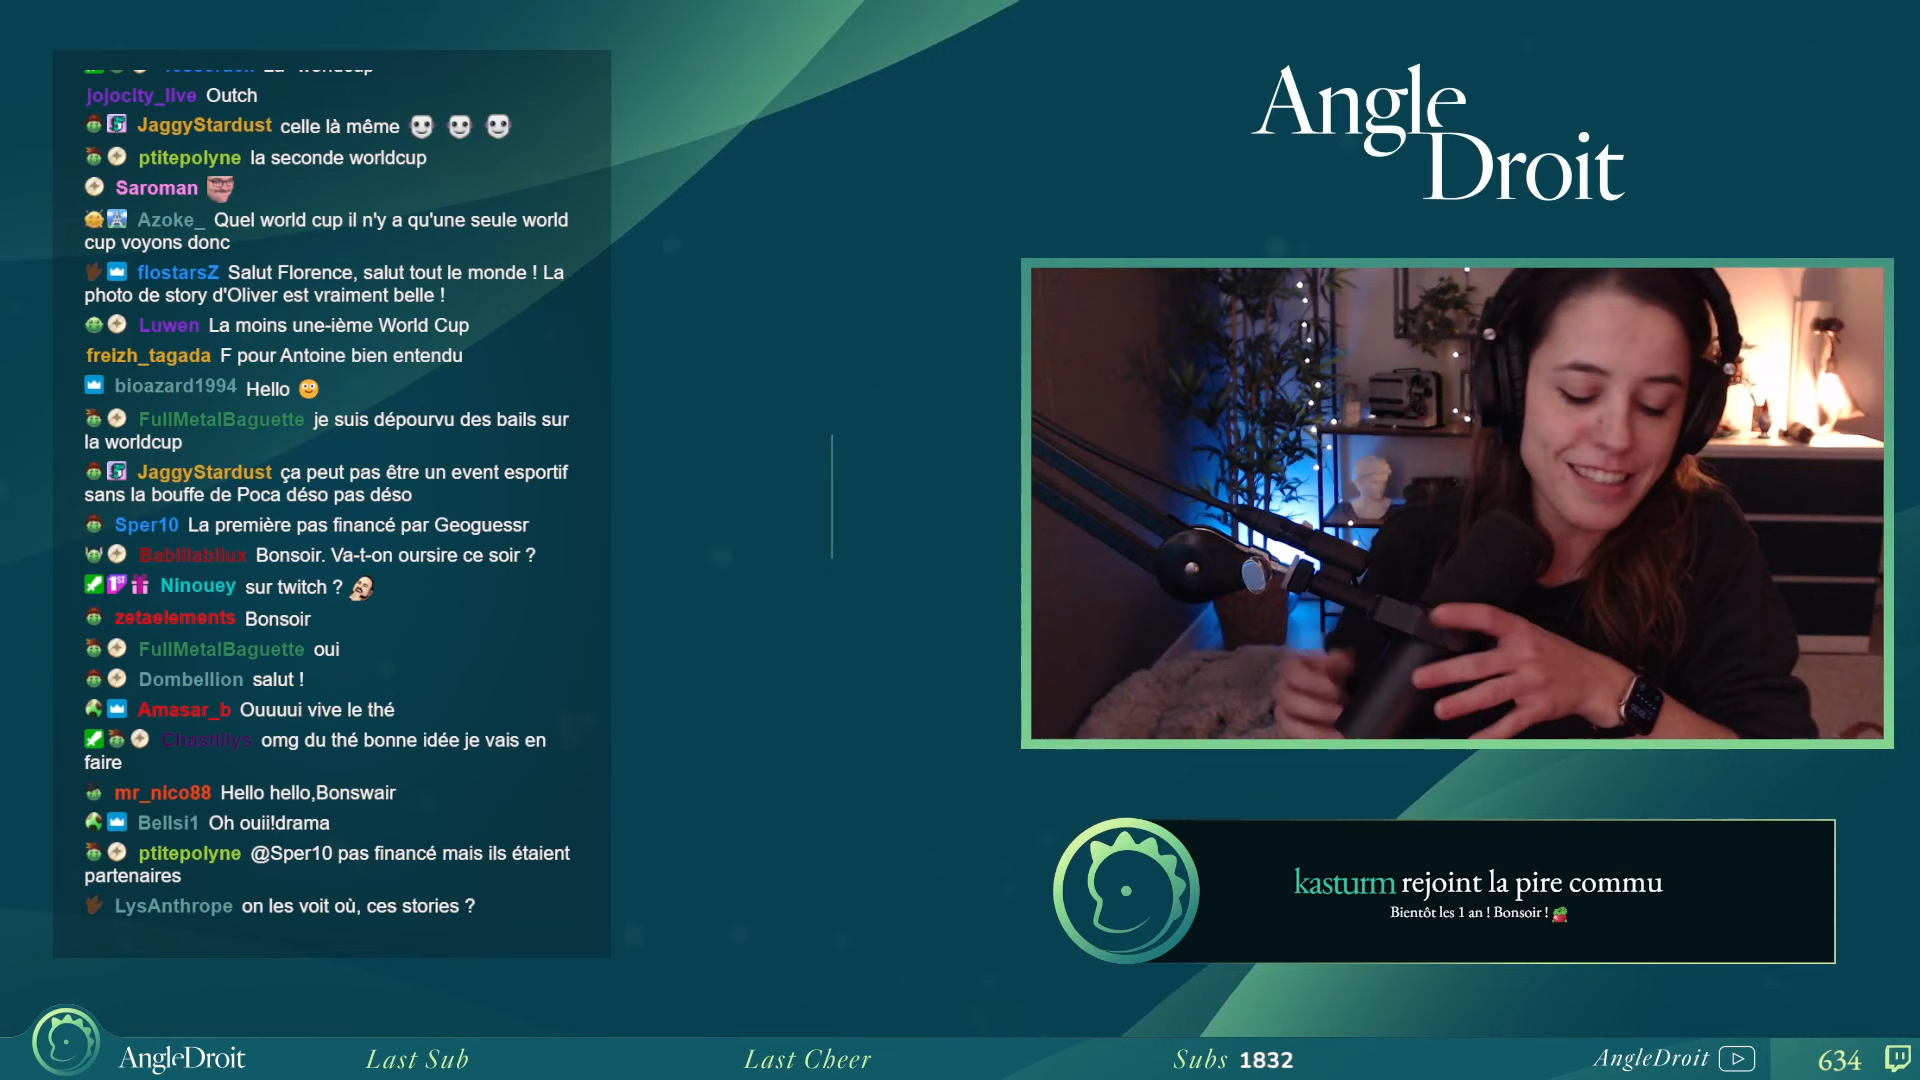 jojocity_live Outch
JaggyStardust celle là même
ptitepolyne la seconde worldcup
Saroman
Azoke_ Quel world cup il n'y a qu'une seule world
cup voyons donc
flostarsZ Salut Florence, salut tout le monde ! La
photo de story d'Oliver est vraiment belle !
Luwen La moins une-ième World Cup
freizh_tagada F pour Antoine bien entendu
bioazard1994 Hello
FullMetalBaguette je suis dépourvu des bails sur
la worldcup
JaggyStardust ça peut pas être un event esportif
sans la bouffe de Poca déso pas déso
Sper10 La première pas financé par Geoguessr
Bonsoir. Va-t-on oursire ce soir ?
Ninouey sur twitch ?
zetaelements Bonsoir
FullMetalBaguette oui
Dombellion salut !
Amasar_b Ouuuui vive le thé
Chastlilys omg du thé bonne idée je vais en
faire
mr_nico88 Hello hello,Bonswair
Bellsi1 Oh ouii!drama
ptitepolyne @Sper10 pas financé mais ils étaient
partenaires
LysAnthrope on les voit où, ces stories ?
Angle
Droit
kasturm rejoint la pire commu
Bientôt les 1 an ! Bonsoir !
AngleDroit
Last Sub
Last Cheer
Subs 1832
AngleDroit
634